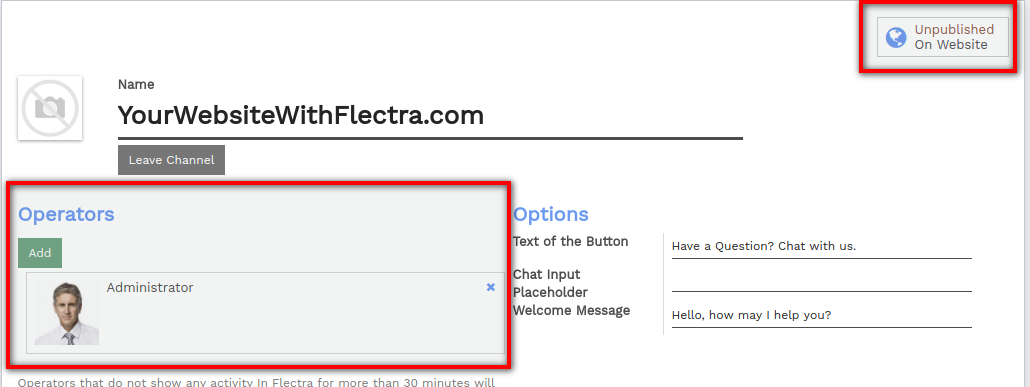 Unpublished
On Website
Name
YourWebsiteWithFlectra.com
Leave Channel
Operators
Add
Administrator
Options
Text of the Button
Have a Question? Chat with us.
Chat Input
Placeholder
Welcome Message
Hello, how may I help you?
Operators that do not show any activity In Flectra for more than 30 minutes will